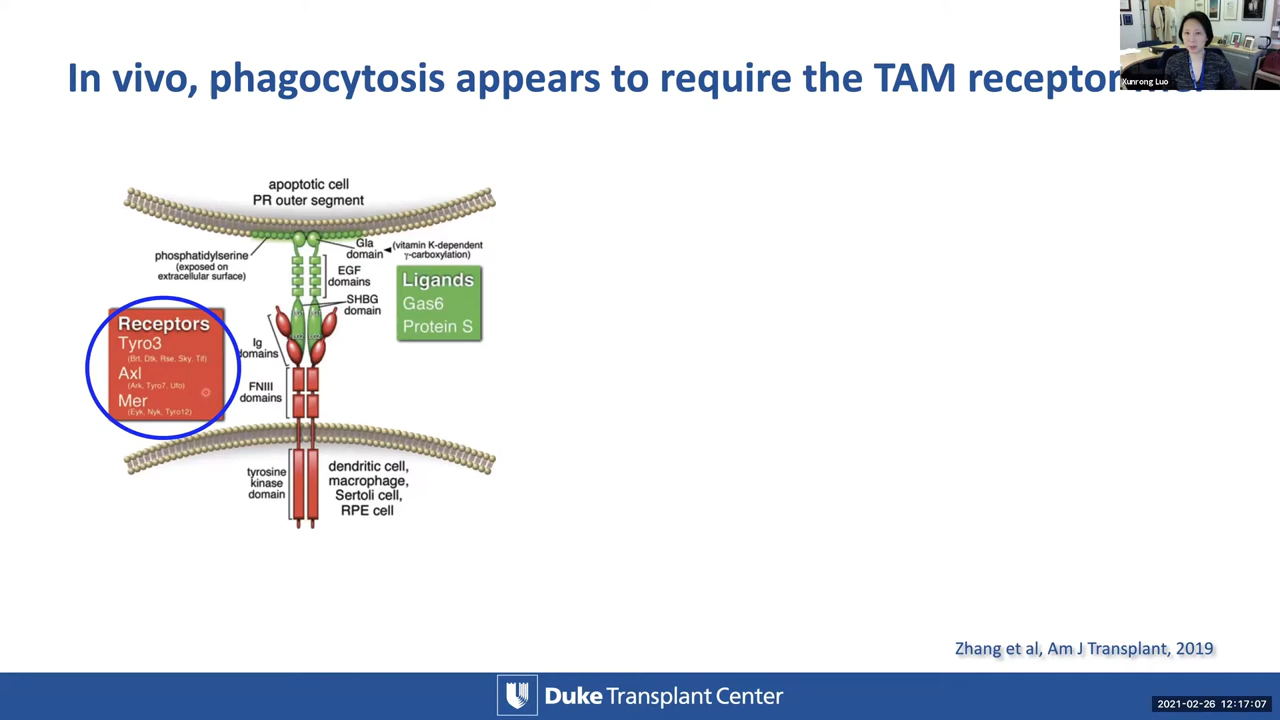 In vivo, phagocytosis appears to require the TAM receptor
Xunrong Luo
apoptotic cell
PR outer segment
phosphatidylserine
(exposed on
extracellular surface)
Gla
domain
(vitamin K-dependent
γ-carboxylation)
EGF
domains
SHBG
domain
Ligands
Gas6
Protein S
Receptors
Tyro3
(Brt, Dtk, Rse, Sky, Tif)
Axl
(Ark, Tyro7, Ufo)
Mer
(Eyk, Nyk, Tyro12)
Ig
domains
FNIII
domains
tyrosine
kinase
domain
dendritic cell,
macrophage,
Sertoli cell,
RPE cell
Zhang et al, Am J Transplant, 2019
Duke Transplant Center
2021-02-26 12:17:07